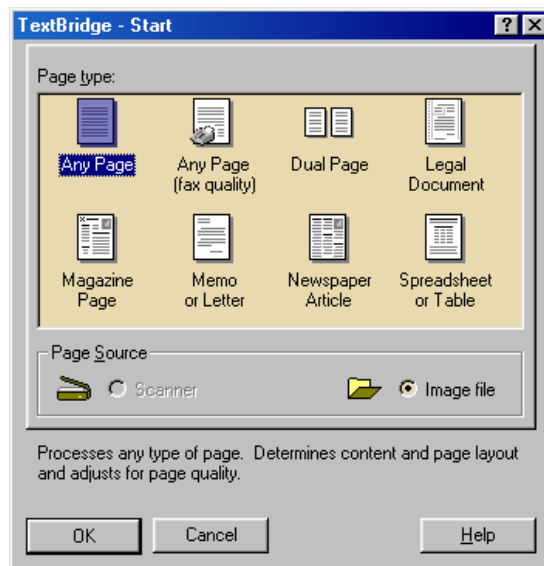 TextBridge - Start
Page type:
Any Page
Any Page
(fax quality)
Dual Page
Legal
Document
Magazine
Page
Memo
or Letter
Newspaper
Article
Spreadsheet
or Table
Page Source
Scanner
Image file
Processes any type of page. Determines content and page layout
and adjusts for page quality.
OK
Cancel
Help